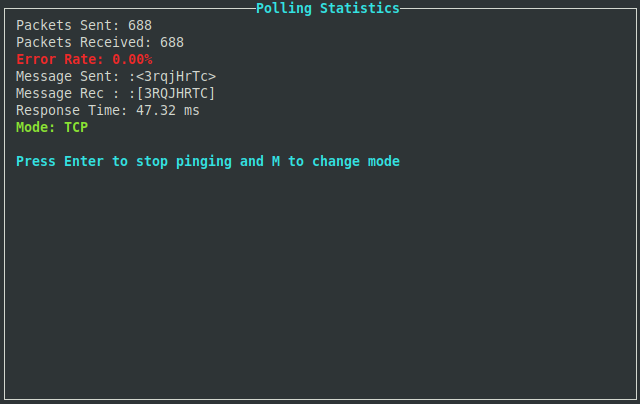 Polling Statistics
Packets Sent: 688
Packets Received: 688
Error Rate: 0.00%
Message Sent: :<3rqjHrTc>
Message Rec : :[3RQJHRTC]
Response Time: 47.32 ms
Mode: TCP
Press Enter to stop pinging and M to change mode